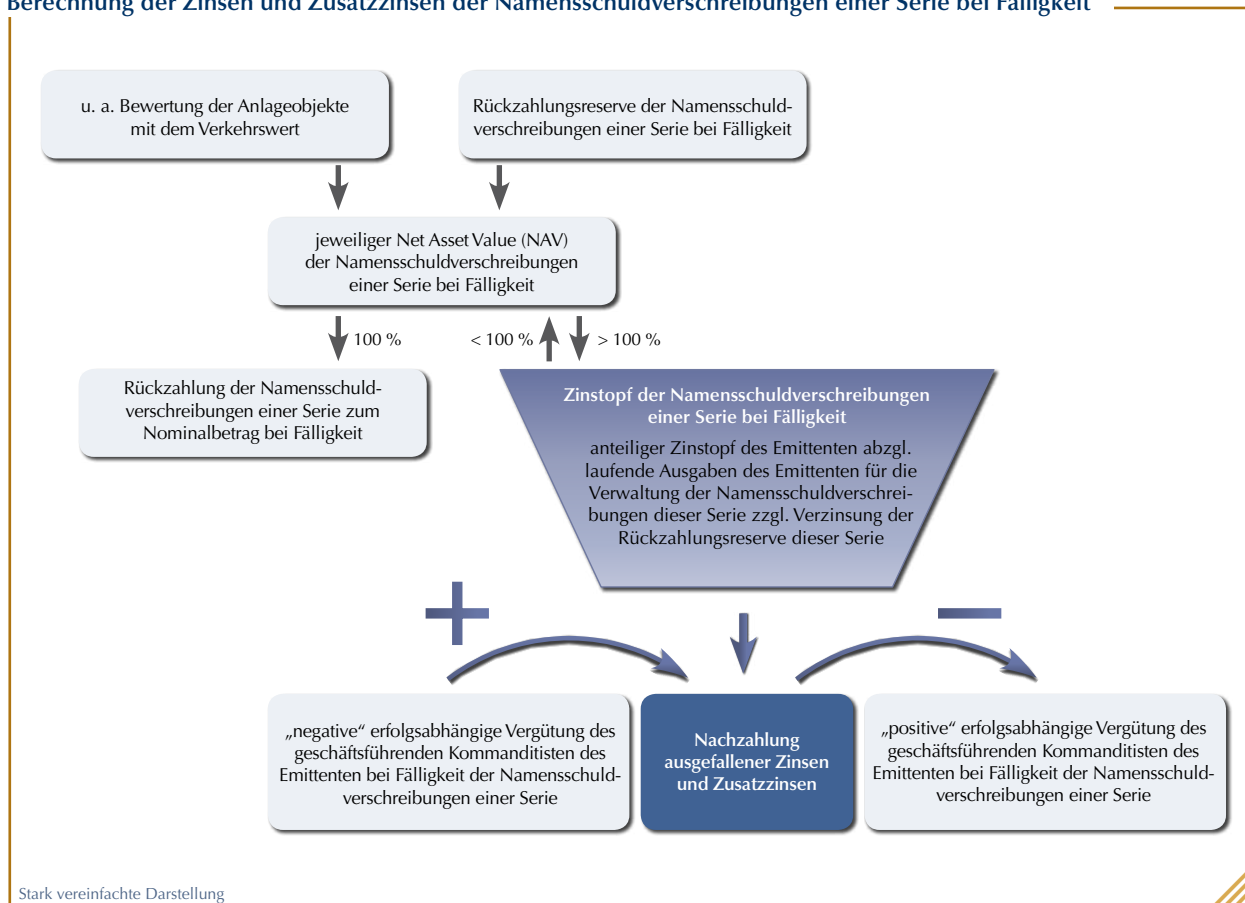 Berechnung der Zinsen und Zusatzzinsen der Namensschuldverschreibungen einer Serie bei Fälligkeit
u. a. Bewertung der Anlageobjekte
mit dem Verkehrswert
Rückzahlungsreserve der Namensschuld-
verschreibungen einer Serie bei Fälligkeit
jeweiliger Net Asset Value (NAV)
der Namensschuldverschreibungen
einer Serie bei Fälligkeit
100 %
< 100 %
> 100 %
Rückzahlung der Namensschuld-
verschreibungen einer Serie zum
Nominalbetrag bei Fälligkeit
Zinstopf der Namensschuldverschreibungen
einer Serie bei Fälligkeit
anteiliger Zinstopf des Emittenten abzgl.
laufende Ausgaben des Emittenten für die
Verwaltung der Namensschuldverschrei-
bungen dieser Serie zzgl. Verzinsung der
Rückzahlungsreserve dieser Serie
+
–
„negative“ erfolgsabhängige Vergütung des
geschäftsführenden Kommanditisten des
Emittenten bei Fälligkeit der Namensschuld-
verschreibungen einer Serie
Nachzahlung
ausgefallener Zinsen
und Zusatzzinsen
„positive“ erfolgsabhängige Vergütung des
geschäftsführenden Kommanditisten des
Emittenten bei Fälligkeit der Namensschuld-
verschreibungen einer Serie
Stark vereinfachte Darstellung